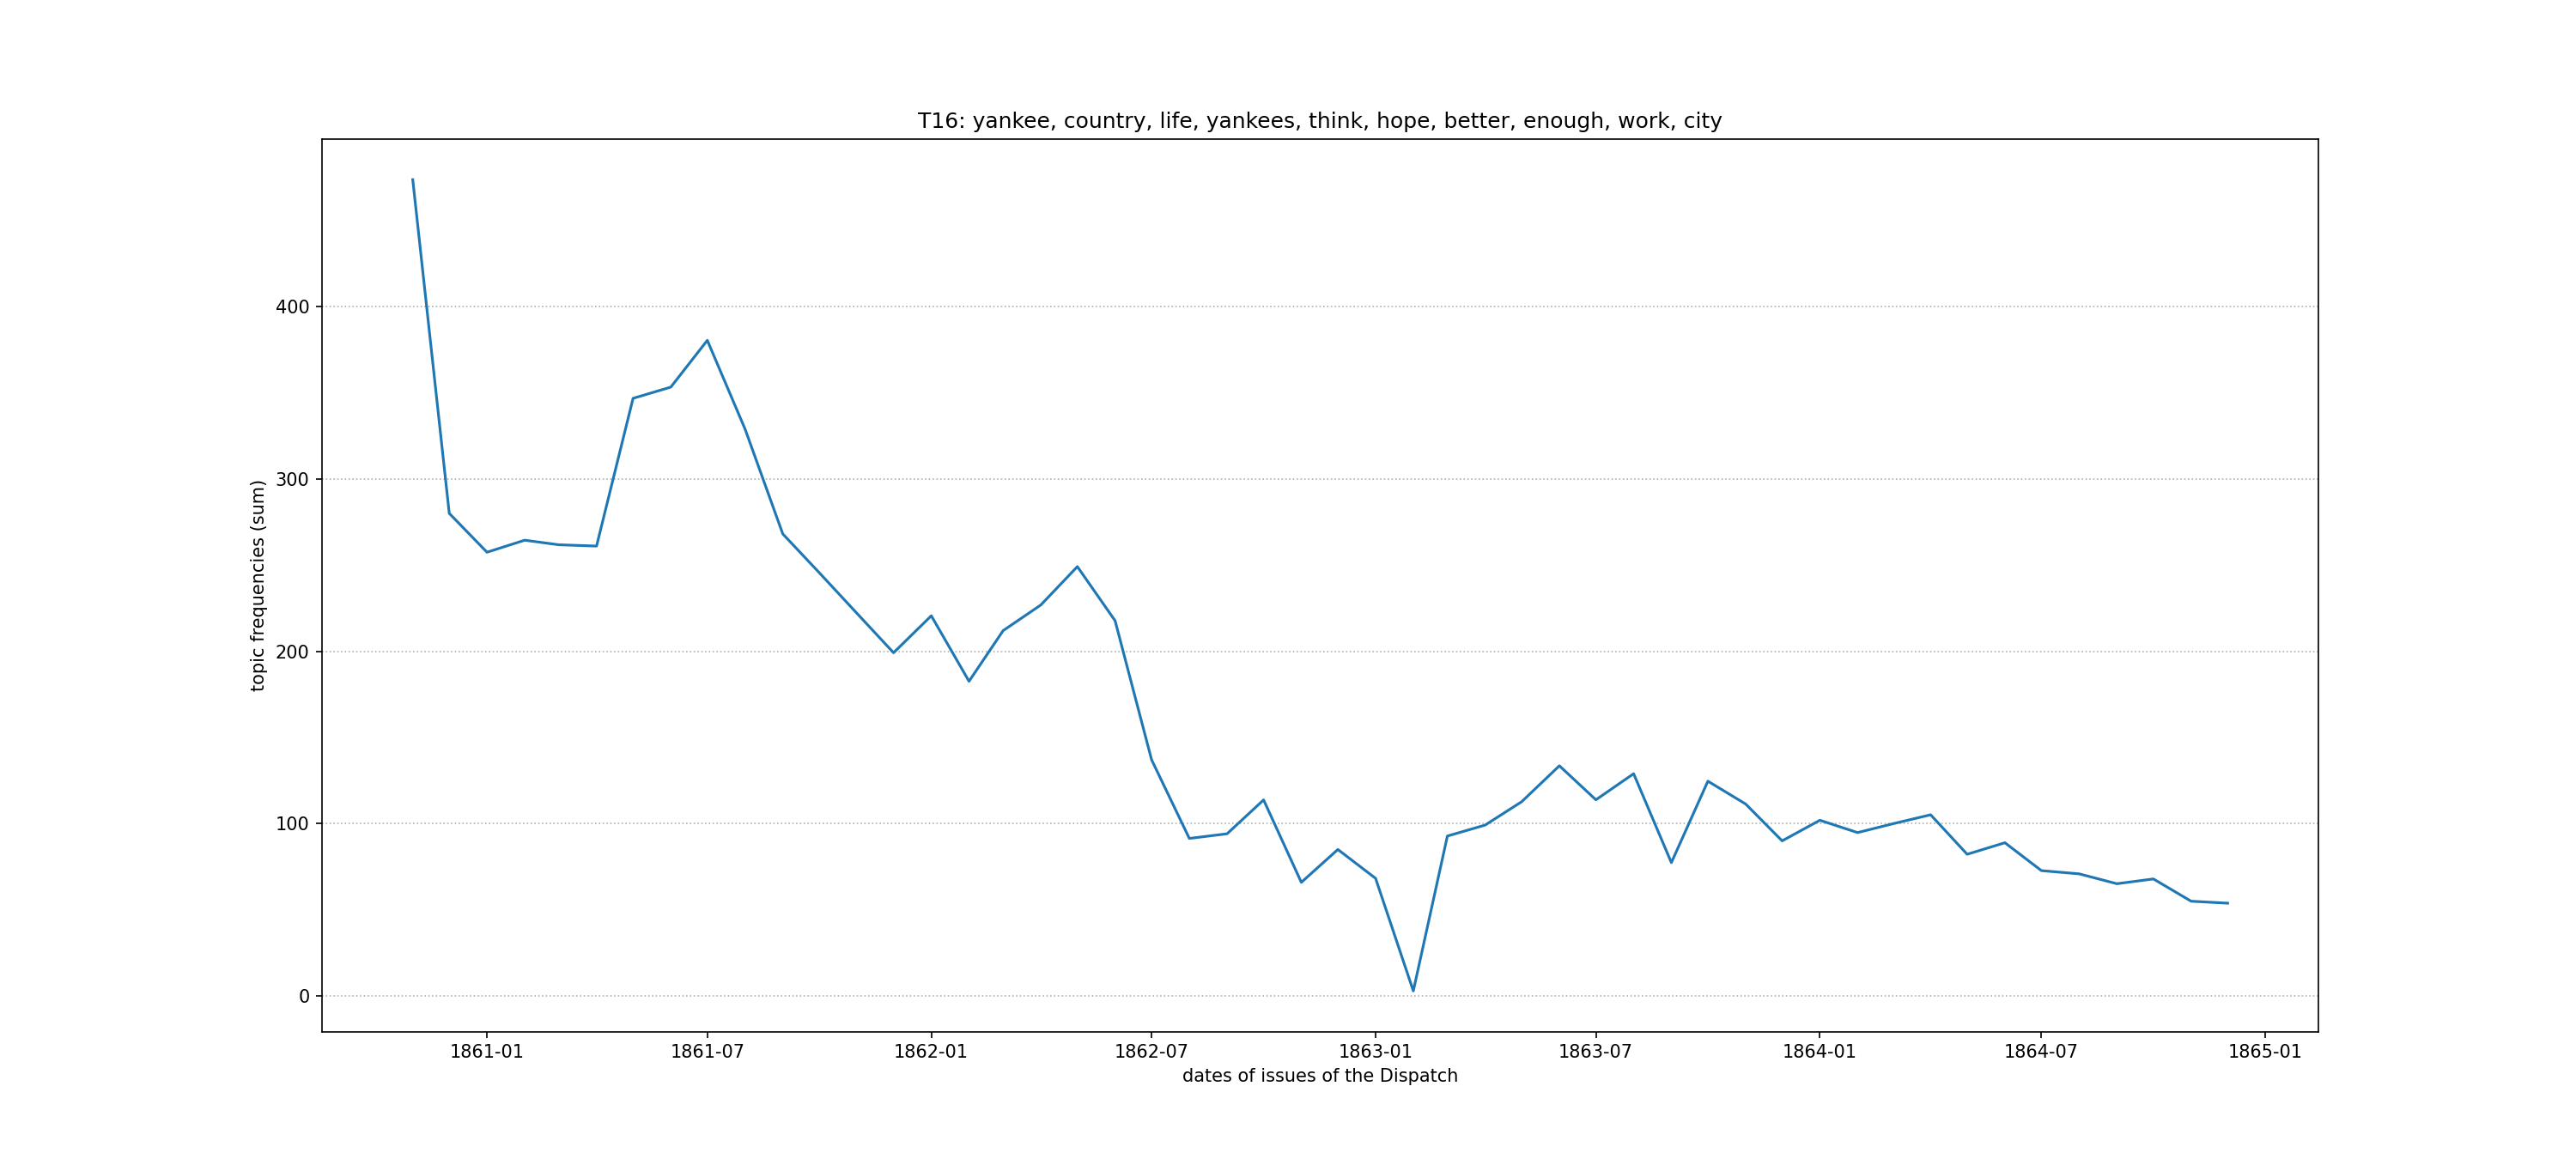 T16: yankee, country, life, yankees, think, hope, better, enough, work, city
topic frequencies (sum)
400
300
200
100
0
1861-01 1861-07 1862-01 1862-07 1863-01 1863-07 1864-01 1864-07 1865-01
dates of issues of the Dispatch